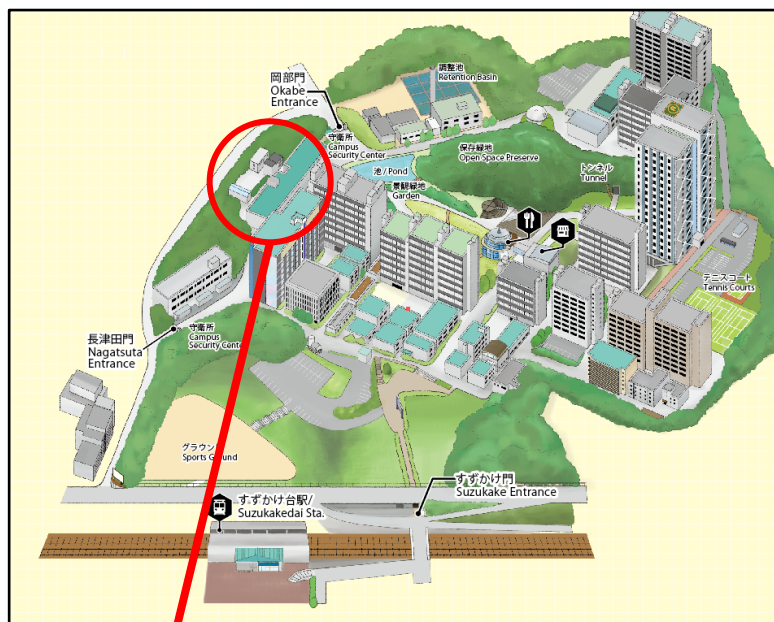 岡部門
Okabe
Entrance
守衛所
Campus
Security Center
調整池
Retention Basin
保存緑地
Open Space Preserve
池 / Pond
景観緑地
Garden
トンネル
Tunnel
テニスコート
Tennis Courts
長津田門
Nagatsuta
Entrance
守衛所
Campus
Security Cente
グラウン
Sports Ground
すずかけ門
Suzukake Entrance
すずかけ台駅/
Suzukakedai Sta.